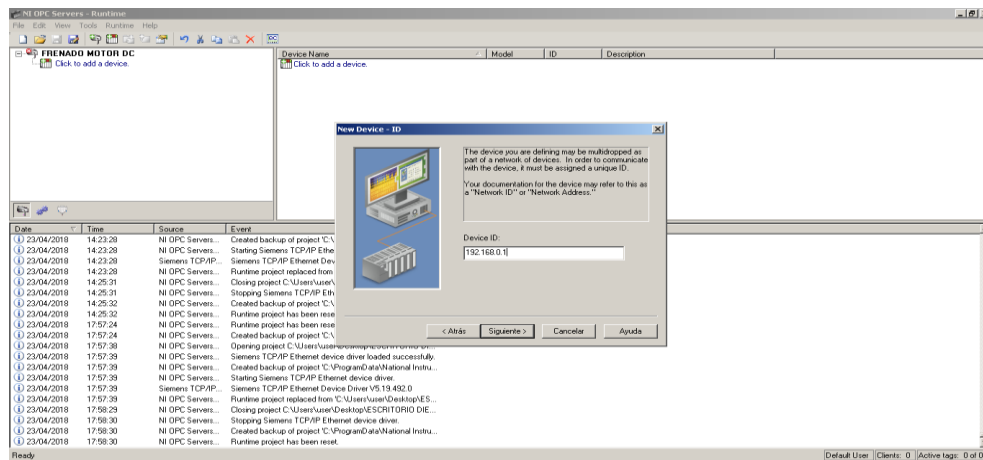 NI OPC Servers - Runtime
File Edit View Tools Runtime Help
FRENADO MOTOR DC
Click to add a device.
Device Name Model ID Description
Click to add a device.
New Device - ID
The device you are defining may be multidropped as
part of a network of devices. In order to communicate
with the device, it must be assigned a unique ID.
Your documentation for the device may refer to this as
a "Network ID" or "Network Address."
Device ID:
192.168.0.1
< Atrás Siguiente > Cancelar Ayuda
Date Time Source Event
23/04/2018 14:23:28 NI OPC Servers... Created backup of project 'C:\
23/04/2018 14:23:28 NI OPC Servers... Starting Siemens TCP/IP Ethe
23/04/2018 14:23:28 Siemens TCP/IP... Siemens TCP/IP Ethernet Dev
23/04/2018 14:23:28 NI OPC Servers... Runtime project replaced from
23/04/2018 14:25:31 NI OPC Servers... Closing project C:\Users\user\
23/04/2018 14:25:31 NI OPC Servers... Stopping Siemens TCP/IP Eth
23/04/2018 14:25:32 NI OPC Servers... Created backup of project 'C:\
23/04/2018 14:25:32 NI OPC Servers... Runtime project has been rese
23/04/2018 17:57:24 NI OPC Servers... Runtime project has been rese
23/04/2018 17:57:24 NI OPC Servers... Created backup of project 'C:\
23/04/2018 17:57:38 NI OPC Servers... Opening project C:\Users\user\Desktop\ESCRITORIO DI...
23/04/2018 17:57:39 NI OPC Servers... Siemens TCP/IP Ethernet device driver loaded successfully.
23/04/2018 17:57:39 NI OPC Servers... Created backup of project 'C:\ProgramData\National Instru...
23/04/2018 17:57:39 NI OPC Servers... Starting Siemens TCP/IP Ethernet device driver.
23/04/2018 17:57:39 Siemens TCP/IP... Siemens TCP/IP Ethernet Device Driver V5.19.492.0
23/04/2018 17:57:39 NI OPC Servers... Runtime project replaced from 'C:\Users\user\Desktop\ES...
23/04/2018 17:58:29 NI OPC Servers... Closing project C:\Users\user\Desktop\ESCRITORIO DIE...
23/04/2018 17:58:30 NI OPC Servers... Stopping Siemens TCP/IP Ethernet device driver.
23/04/2018 17:58:30 NI OPC Servers... Created backup of project 'C:\ProgramData\National Instru...
23/04/2018 17:58:30 NI OPC Servers... Runtime project has been reset.
Ready Default User Clients: 0 Active tags: 0 of 0